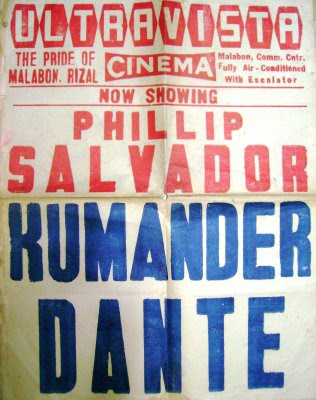 ULTRAVISTA
THE PRIDE OF
MALABON, RIZAL
CINEMA
Malabon, Comm, Cntr.
Fully Air-Conditioned
With Escalator
NOW SHOWING
PHILLIP
SALVADOR
KUMANDER
DANTE